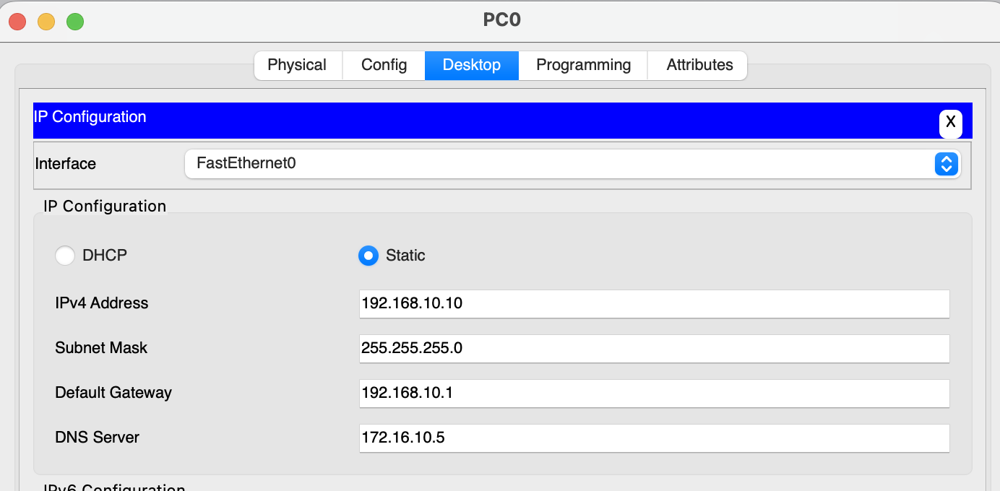 PC0
Physical Config Desktop Programming Attributes
IP Configuration X
Interface FastEthernet0
IP Configuration
DHCP Static
IPv4 Address 192.168.10.10
Subnet Mask 255.255.255.0
Default Gateway 192.168.10.1
DNS Server 172.16.10.5
IPv6 Configuration